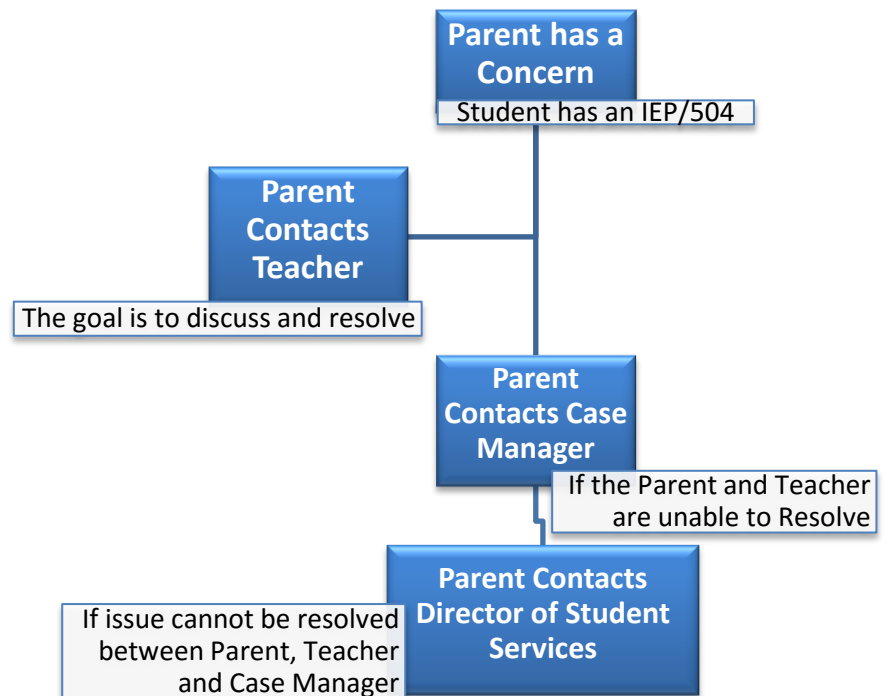 Parent has a
Concern
Student has an IEP/504
Parent
Contacts
Teacher
The goal is to discuss and resolve
Parent
Contacts Case
Manager
If the Parent and Teacher
are unable to Resolve
Parent Contacts
Director of Student
Services
If issue cannot be resolved
between Parent, Teacher
and Case Manager